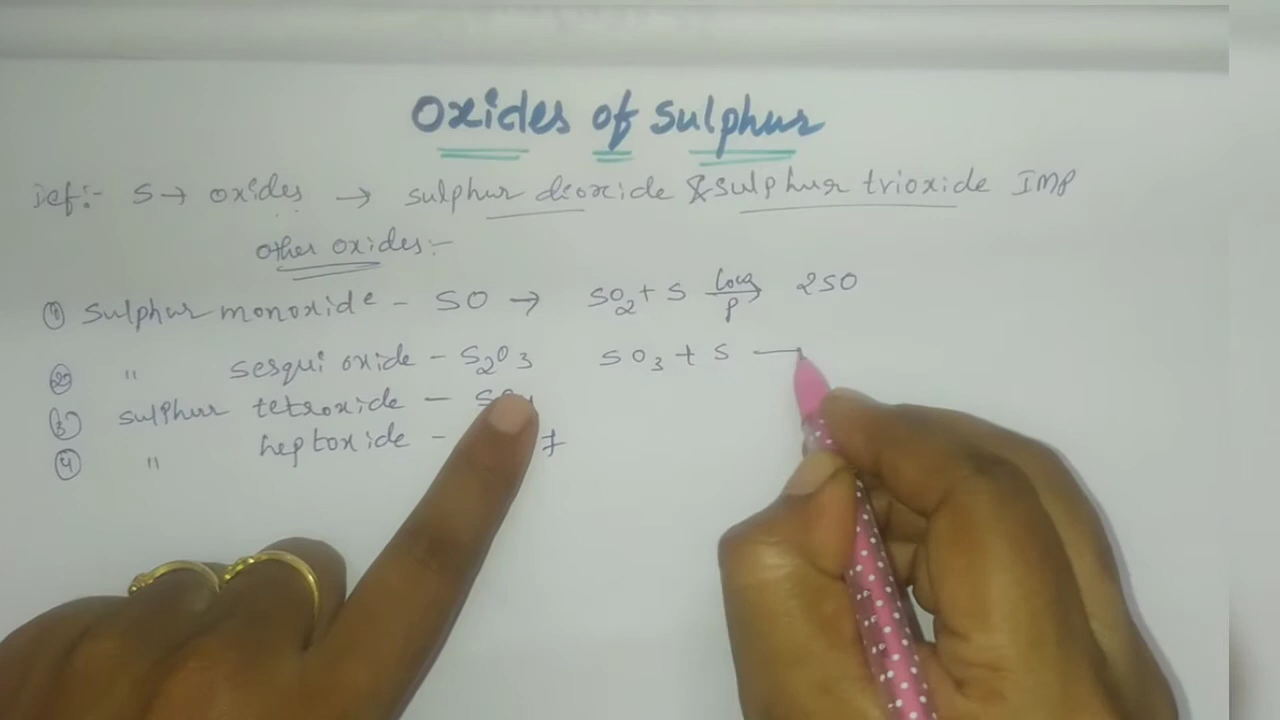 Oxides of sulphur
Def:- S → oxides → sulphur dioxide & sulphur trioxide IMP
other oxides:-
① sulphur monoxide - SO → SO₂ + S 2SO
② " sesqui oxide - S₂O₃ SO₃ + S —
③ sulphur tetroxide —
④ " heptoxide - 7